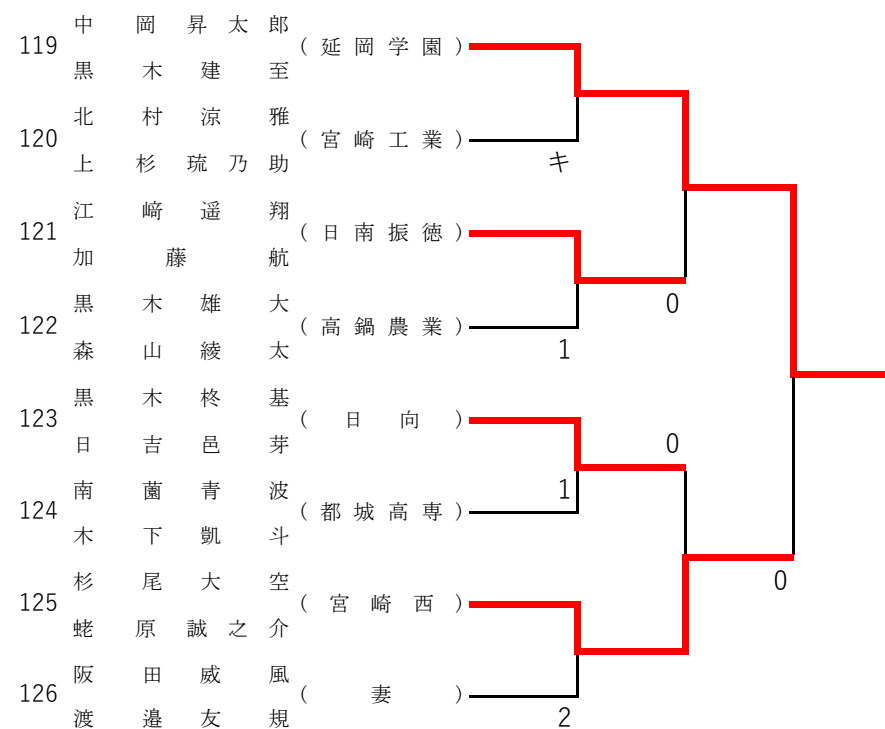 中岡昇太郎
119 (延岡学園)
黒木建至
北村涼雅
120 (宮崎工業)
キ
上杉琉乃助
江﨑遥翔
121 (日南振徳)
加藤航
0
黒木雄大
122 (高鍋農業)
1
森山綾太
黒木柊基
123 (日向)
0
日吉邑芽
南薗青波
1
124 (都城高専)
木下凱斗
杉尾大空
0
125 (宮崎西)
蛯原誠之介
阪田威風
126 (妻)
2
渡邉友規